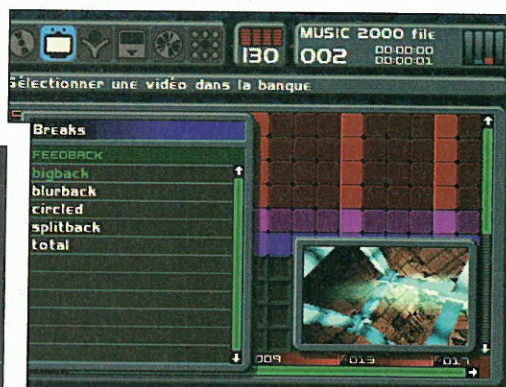 MUSIC 2000 file
130
002
00:00:00
00:00:01
Sélectionner une vidéo dans la banque
Breaks
FEEDBACK
bigback
blurback
circled
splitback
total
009
013
017